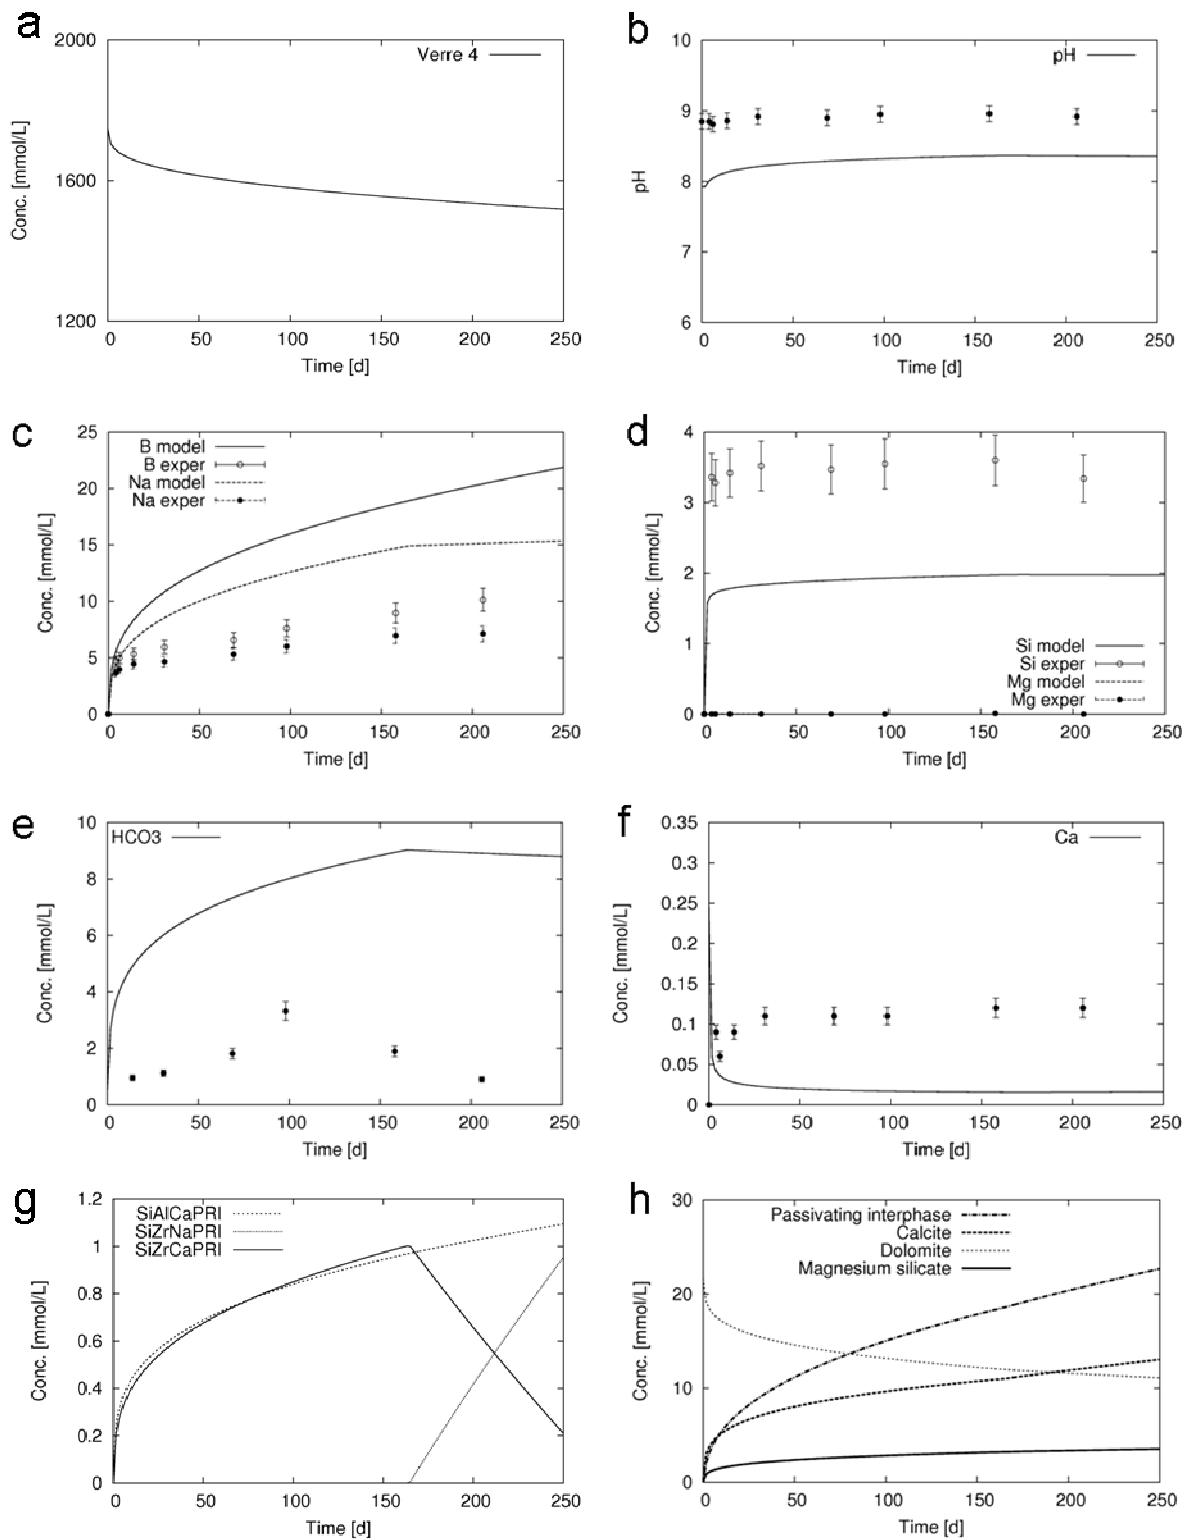 a
2000
1600
1200
Conc. [mmol/L]
Verre 4
0 50 100 150 200 250
Time [d]
b
10
9
8
7
6
pH
pH
0 50 100 150 200 250
Time [d]
c
25
20
15
10
5
0
Conc. [mmol/L]
B model
B exper
Na model
Na exper
0 50 100 150 200 250
Time [d]
d
4
3
2
1
0
Conc. [mmol/L]
Si model
Si exper
Mg model
Mg exper
0 50 100 150 200 250
Time [d]
e
10
8
6
4
2
0
Conc. [mmol/L]
HCO3
0 50 100 150 200 250
Time [d]
f
0.35
0.3
0.25
0.2
0.15
0.1
0.05
0
Conc. [mmol/L]
Ca
0 50 100 150 200 250
Time [d]
g
1.2
1
0.8
0.6
0.4
0.2
0
Conc. [mmol/L]
SiAlCaPRI
SiZrNaPRI
SiZrCaPRI
0 50 100 150 200 250
Time [d]
h
30
20
10
0
Conc. [mmol/L]
Passivating interphase
Calcite
Dolomite
Magnesium silicate
0 50 100 150 200 250
Time [d]